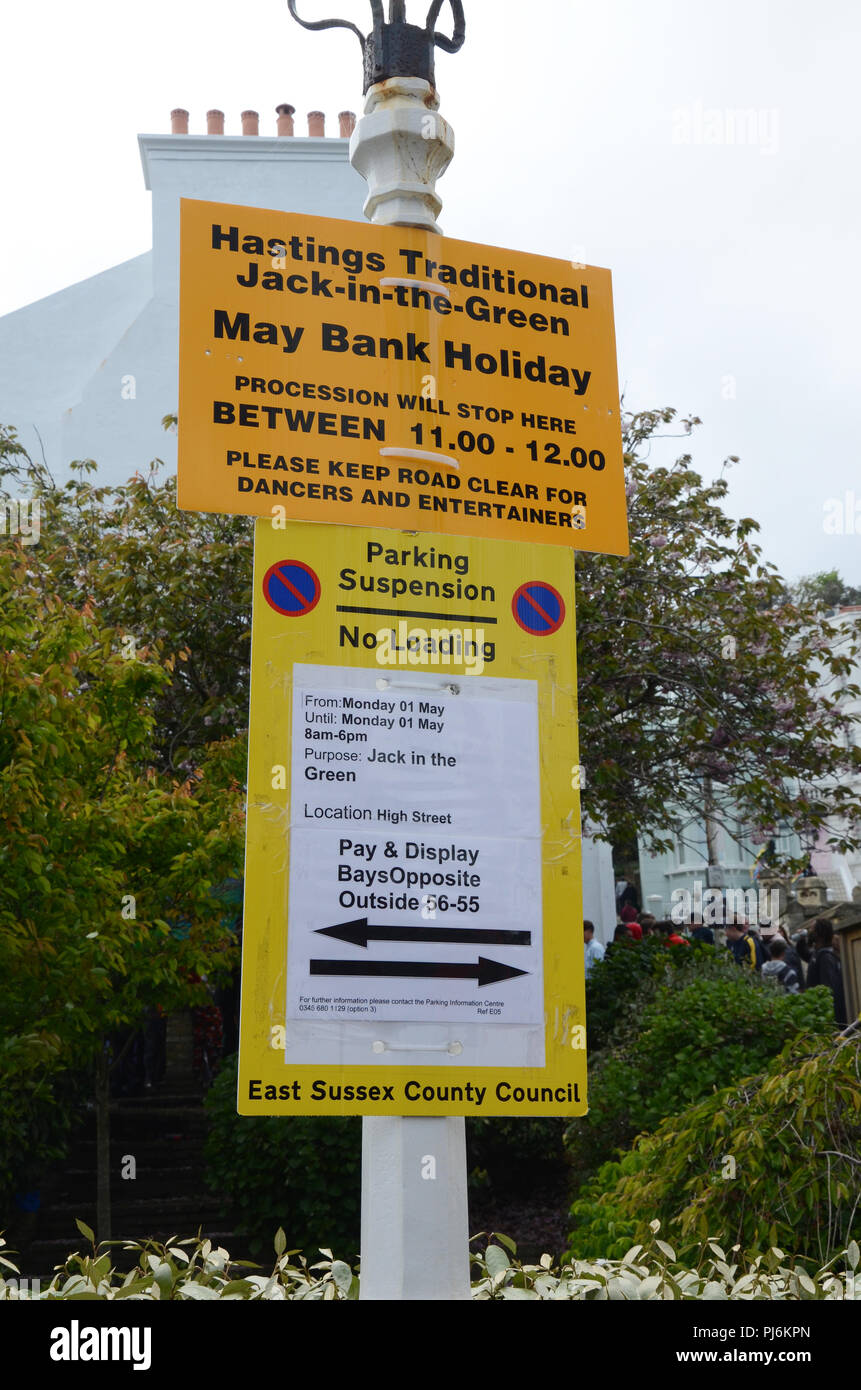 Hastings Traditional
Jack-in-the-Green
May Bank Holiday
PROCESSION WILL STOP HERE
BETWEEN 11.00 - 12.00
PLEASE KEEP ROAD CLEAR FOR
DANCERS AND ENTERTAINERS
Parking
Suspension
No Loading
From:Monday 01 May
Until: Monday 01 May
8am-6pm
Purpose: Jack in the
Green
Location High Street
Pay & Display
BaysOpposite
Outside 56-55
For further information please contact the Parking Information Centre
0345 680 1129 (option 3) Ref E05
East Sussex County Council
alamy
Image ID: PJ6KPN
www.alamy.com